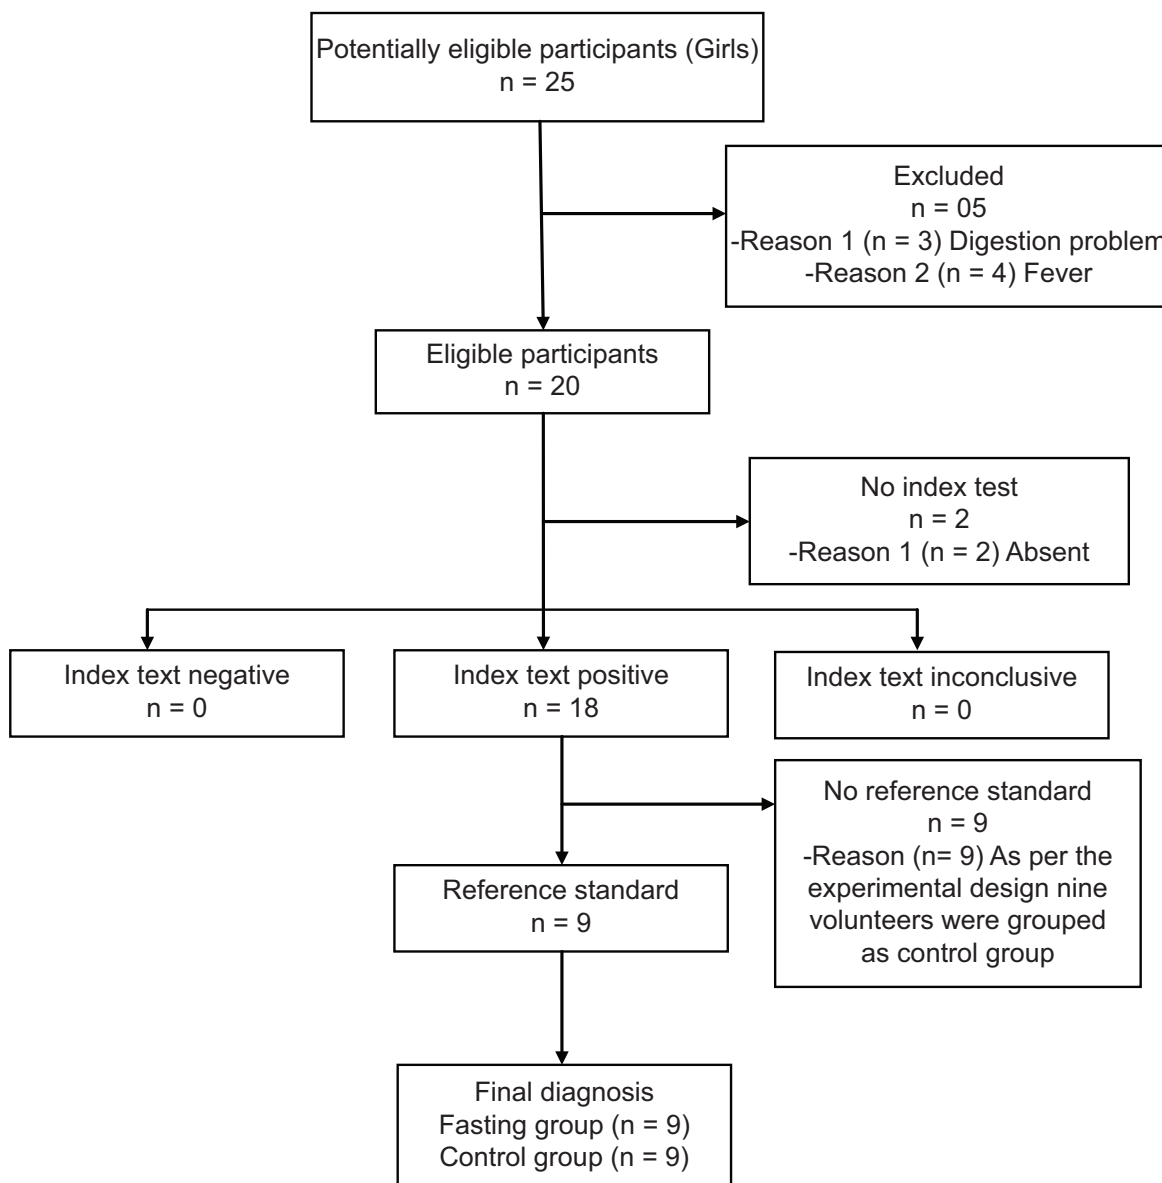 Potentially eligible participants (Girls)
n = 25
Excluded
n = 05
-Reason 1 (n = 3) Digestion problem
-Reason 2 (n = 4) Fever
Eligible participants
n = 20
No index test
n = 2
-Reason 1 (n = 2) Absent
Index text negative
n = 0
Index text positive
n = 18
Index text inconclusive
n = 0
No reference standard
n = 9
-Reason (n= 9) As per the
experimental design nine
volunteers were grouped
as control group
Reference standard
n = 9
Final diagnosis
Fasting group (n = 9)
Control group (n = 9)